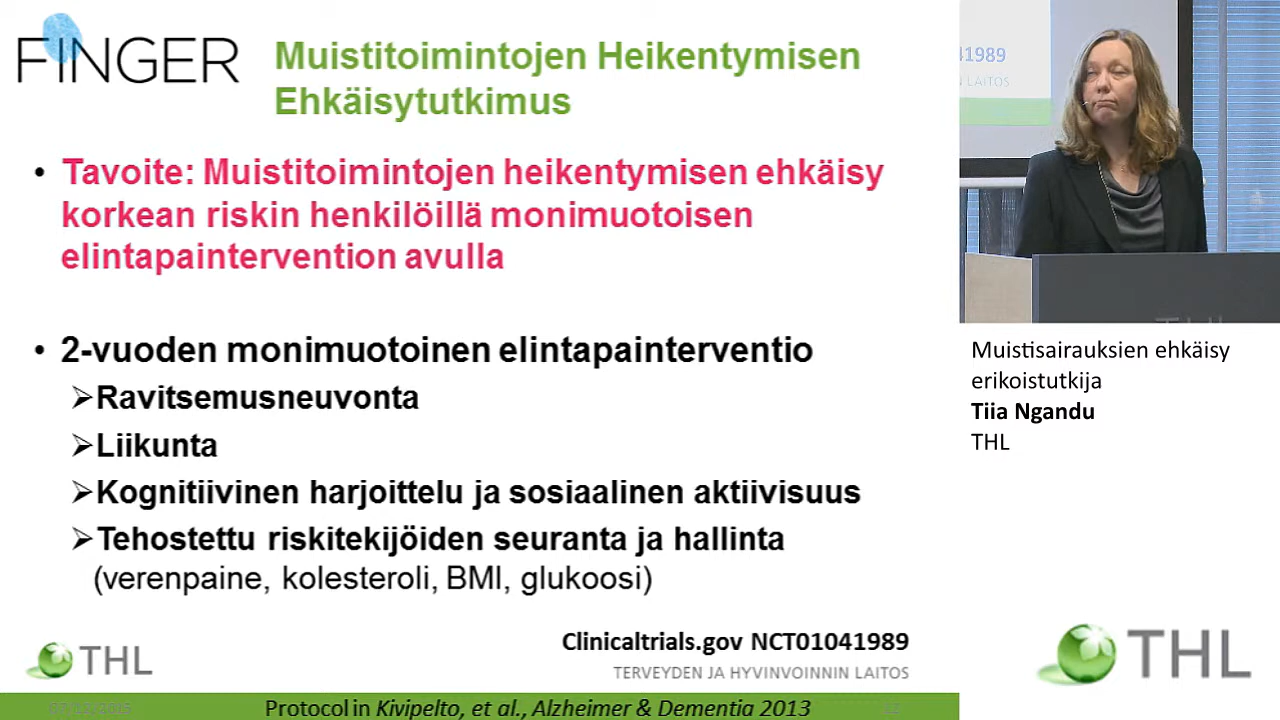 FINGER
Muistitoimintojen Heikentymisen
Ehkäisytutkimus
• Tavoite: Muistitoimintojen heikentymisen ehkäisy
korkean riskin henkilöillä monimuotoisen
elintapaintervention avulla
• 2-vuoden monimuotoinen elintapainterventio
➢Ravitsemusneuvonta
➢Liikunta
➢Kognitiivinen harjoittelu ja sosiaalinen aktiivisuus
➢Tehostettu riskitekijöiden seuranta ja hallinta
(verenpaine, kolesteroli, BMI, glukoosi)
Clinicaltrials.gov NCT01041989
THL
TERVEYDEN JA HYVINVOINNIN LAITOS
Protocol in Kivipelto, et al., Alzheimer & Dementia 2013
41989
N LAITOS
Muistisairauksien ehkäisy
erikoistutkija
Tiia Ngandu
THL
THL